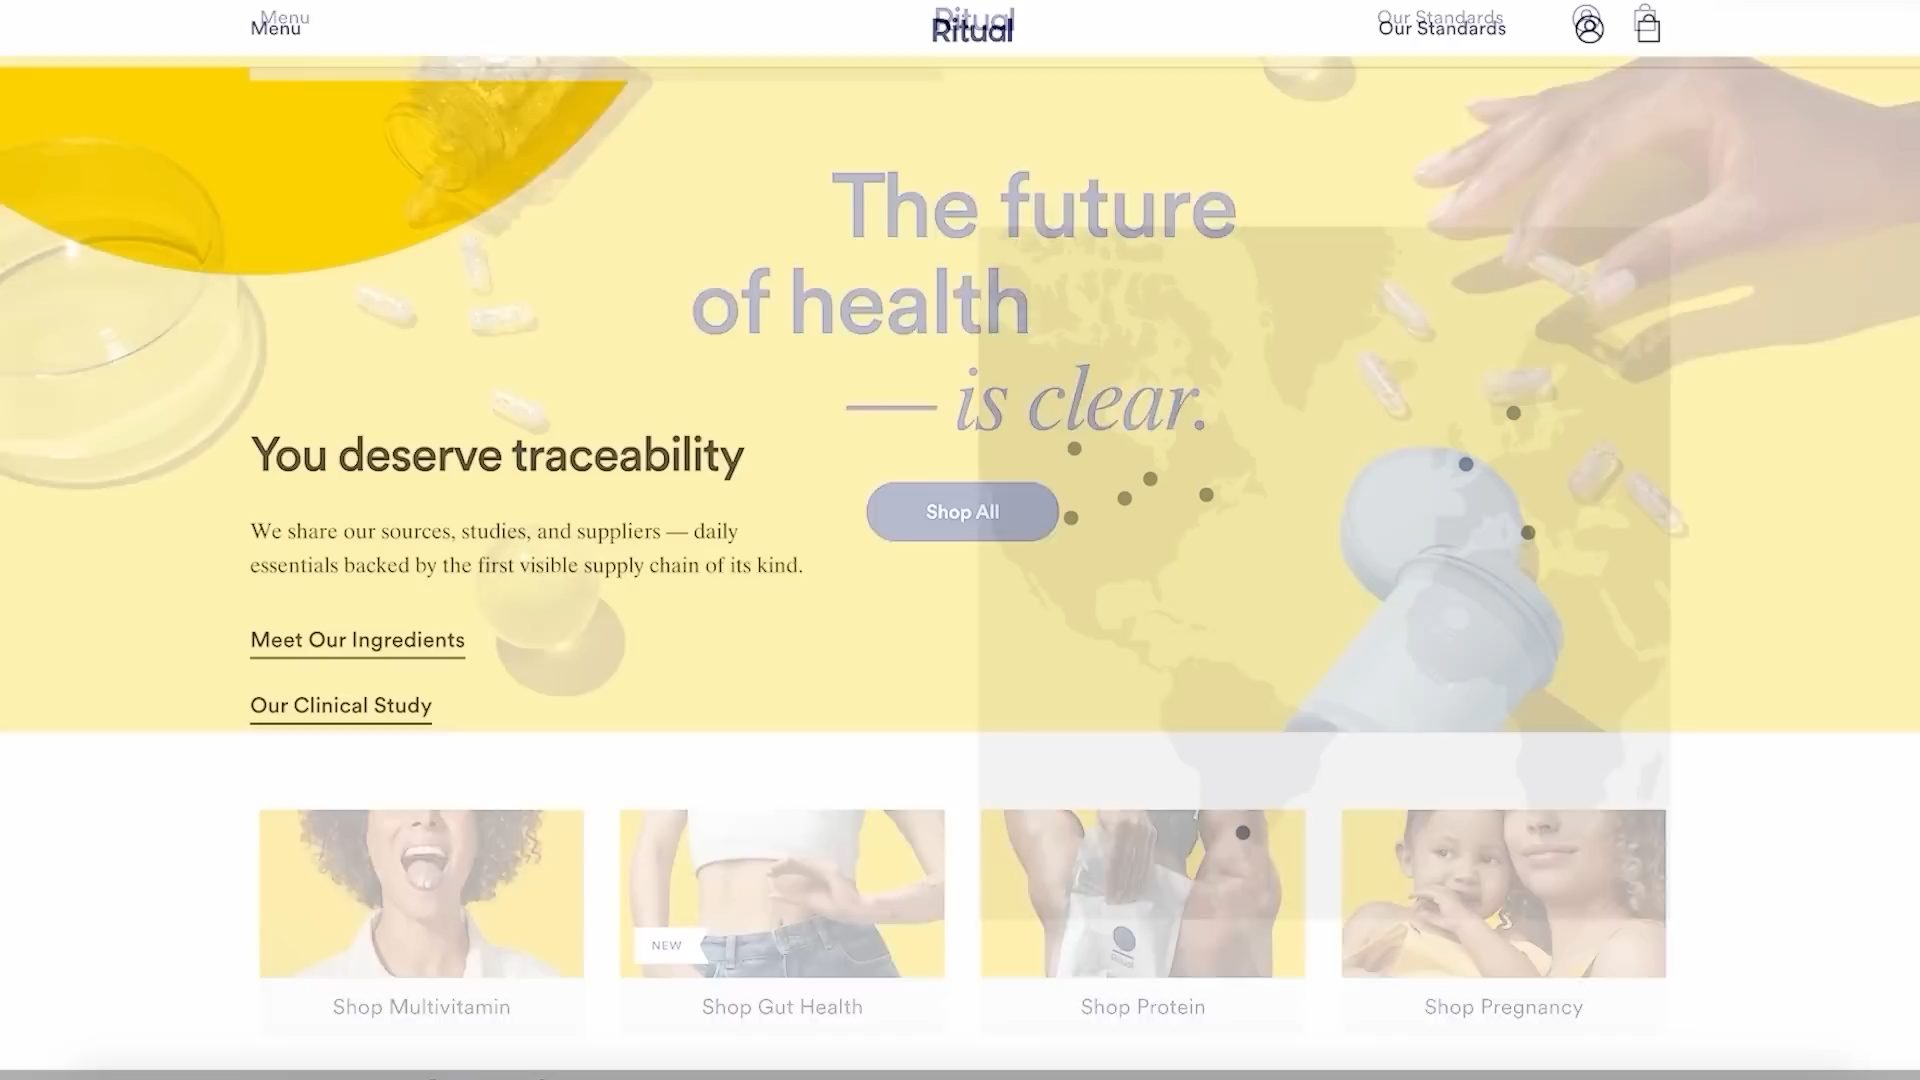 Menu
Menu
Ritual
Ritual
Our Standards
Our Standards
The future
of health
— is clear.
Shop All
You deserve traceability
We share our sources, studies, and suppliers — daily
essentials backed by the first visible supply chain of its kind.
Meet Our Ingredients
Our Clinical Study
NEW
Shop Multivitamin
Shop Gut Health
Shop Protein
Shop Pregnancy